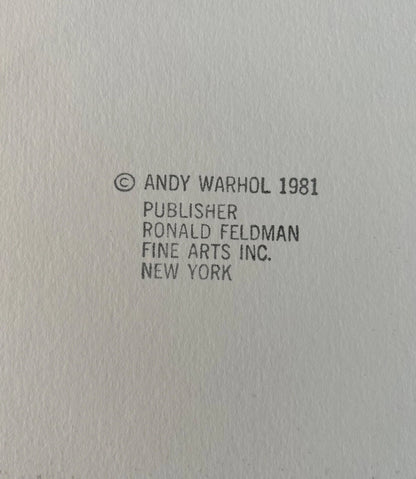 © ANDY WARHOL 1981
PUBLISHER
RONALD FELDMAN
FINE ARTS INC.
NEW YORK